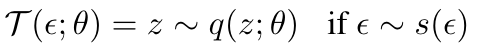 𝒯(ϵ; θ) = z ∼ q(z; θ) if ϵ ∼ s(ϵ)